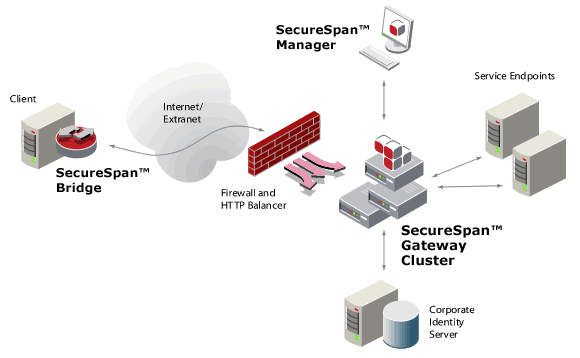 SecureSpan™
Manager
Service Endpoints
Client
Internet/
Extranet
SecureSpan™
Bridge
Firewall and
HTTP Balancer
SecureSpan™
Gateway
Cluster
Corporate
Identity
Server